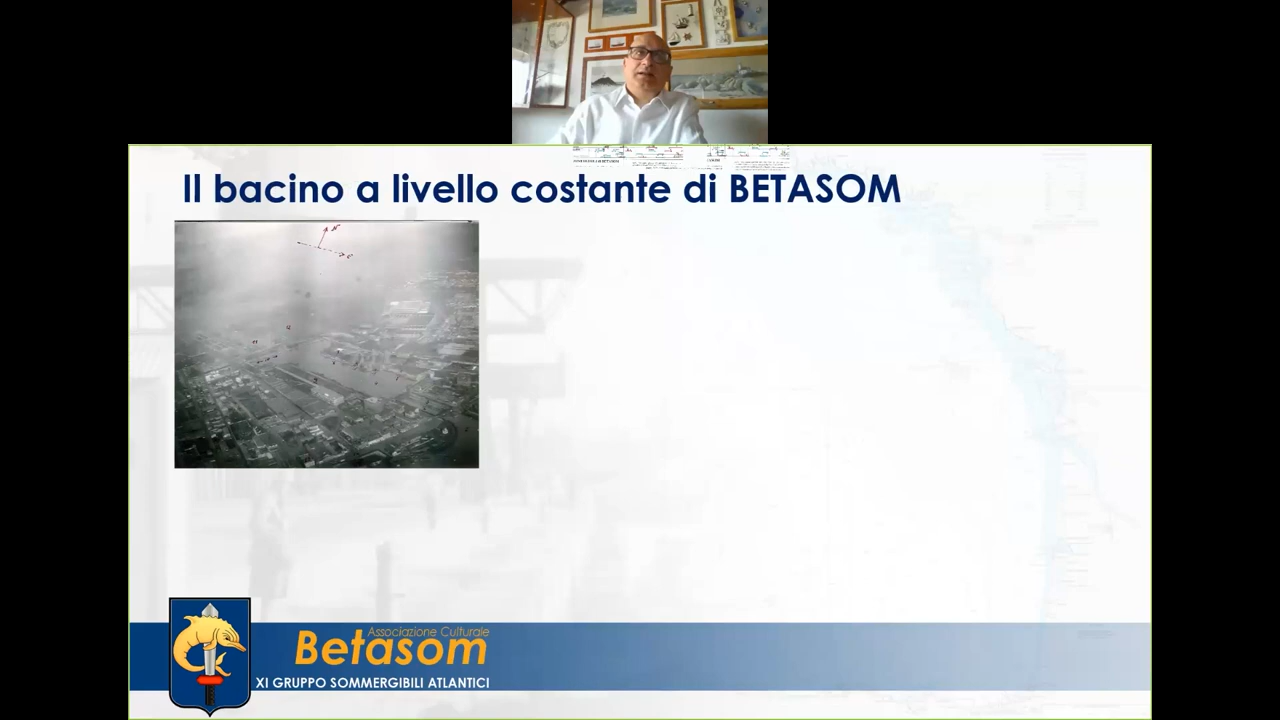 Il bacino a livello costante di BETASOM
Associazione Culturale
Betasom
XI GRUPPO SOMMERGIBILI ATLANTICI